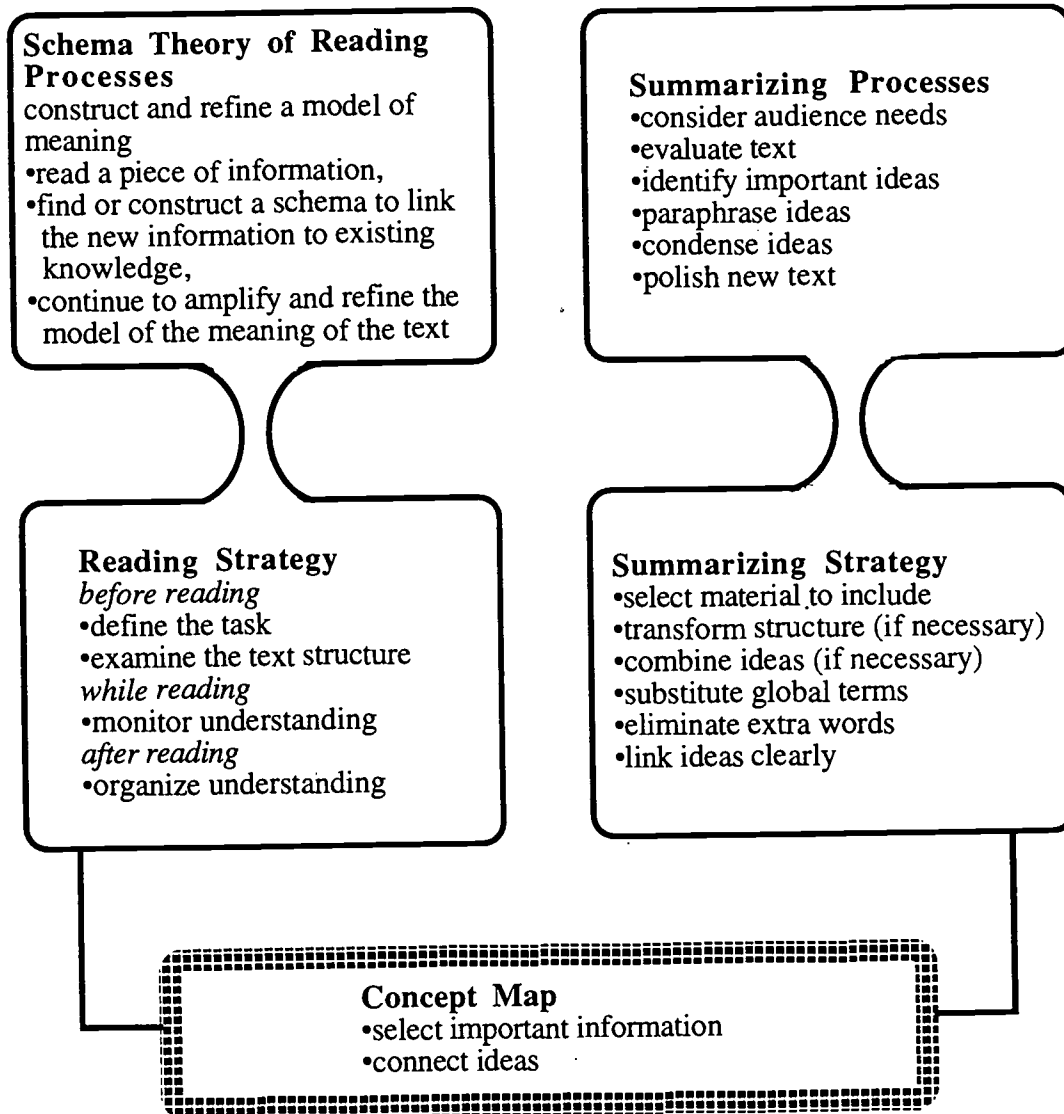 Schema Theory of Reading
Processes
construct and refine a model of
meaning
•read a piece of information,
•find or construct a schema to link
the new information to existing
knowledge,
•continue to amplify and refine the
model of the meaning of the text
Summarizing Processes
•consider audience needs
•evaluate text
•identify important ideas
•paraphrase ideas
•condense ideas
•polish new text
Reading Strategy
before reading
•define the task
•examine the text structure
while reading
•monitor understanding
after reading
•organize understanding
Summarizing Strategy
•select material to include
•transform structure (if necessary)
•combine ideas (if necessary)
•substitute global terms
•eliminate extra words
•link ideas clearly
Concept Map
•select important information
•connect ideas